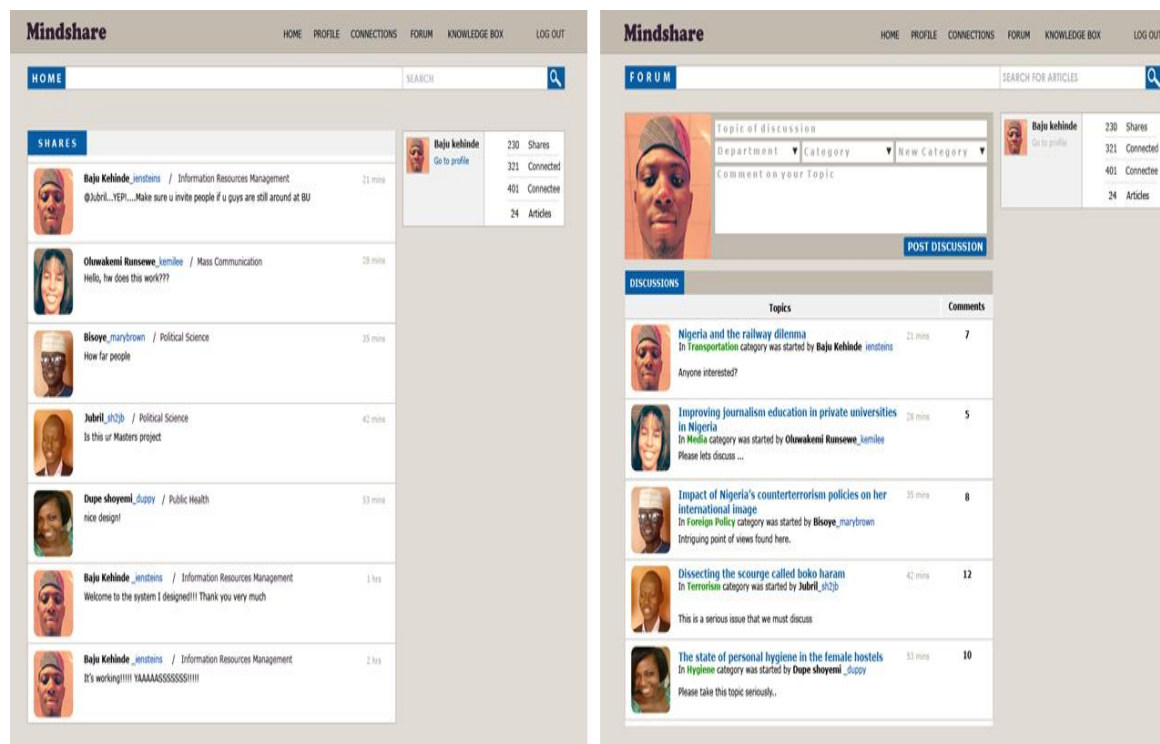 Mindshare
HOME PROFILE CONNECTIONS FORUM KNOWLEDGE BOX LOG OUT
HOME
SEARCH
SHARES
Baju Kehinde_iensteins / Information Resources Management 21 mins
@Jubril...YEP!....Make sure u invite people if u guys are still around at BU
Oluwakemi Runsewe_kemilee / Mass Communication 28 mins
Hello, hw does this work???
Bisoye_marybrown / Political Science 35 mins
How far people
Jubril_sh2jb / Political Science 42 mins
Is this ur Masters project
Dupe shoyemi_duppy / Public Health 53 mins
nice design!
Baju Kehinde_iensteins / Information Resources Management 1 hrs
Welcome to the system I designed!!! Thank you very much
Baju Kehinde_iensteins / Information Resources Management 2 hrs
It's working!!!!! YAAAAASSSSSSS!!!!!
Baju kehinde
Go to profile
230 Shares
321 Connected
401 Connectee
24 Articles
Mindshare
HOME PROFILE CONNECTIONS FORUM KNOWLEDGE BOX LOG OUT
FORUM
SEARCH FOR ARTICLES
Topic of discussion
Department ▼ Category ▼ New Category ▼
Comment on your Topic
POST DISCUSSION
Baju kehinde
Go to profile
230 Shares
321 Connected
401 Connectee
24 Articles
DISCUSSIONS
Topics Comments
Nigeria and the railway dilenma 21 mins 7
In Transportation category was started by Baju Kehinde iensteins
Anyone interested?
Improving journalism education in private universities 28 mins 5
in Nigeria
In Media category was started by Oluwakemi Runsewe_kemilee
Please lets discuss ...
Impact of Nigeria's counterterrorism policies on her 35 mins 8
international image
In Foreign Policy category was started by Bisoye_marybrown
Intriguing point of views found here.
Dissecting the scourge called boko haram 42 mins 12
In Terrorism category was started by Jubril_sh2jb
This is a serious issue that we must discuss
The state of personal hygiene in the female hostels 53 mins 10
In Hygiene category was started by Dupe shoyemi _duppy
Please take this topic seriously..